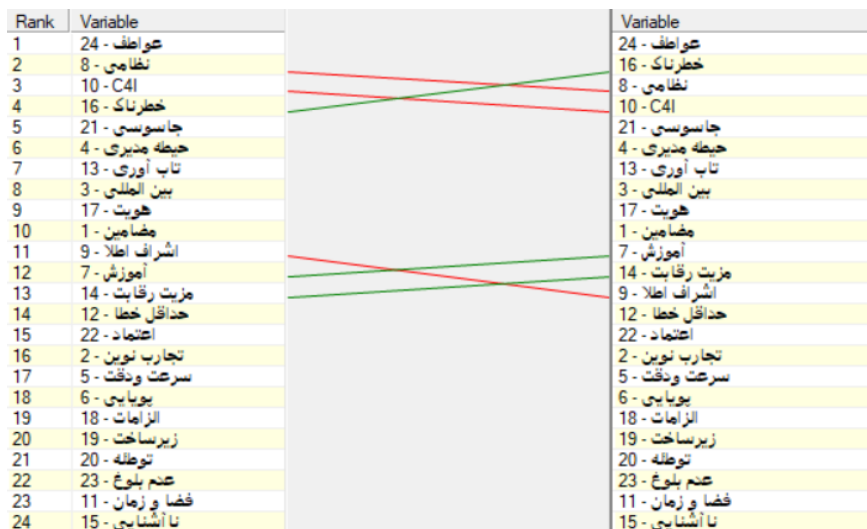 Rank Variable Variable
1 24 - عواطف 24 - عواطف
2 8 - نظامی 16 - خطرناک
3 10 - C4I 8 - نظامی
4 16 - خطرناک 10 - C4I
5 21 - جاسوسی 21 - جاسوسی
6 4 - حیطه مدیری 4 - حیطه مدیری
7 13 - تاب آوری 13 - تاب آوری
8 3 - بین المللی 3 - بین المللی
9 17 - هویت 17 - هویت
10 1 - مضامین 1 - مضامین
11 9 - اشراف اطلا 7 - آموزش
12 7 - آموزش 14 - مزیت رقابت
13 14 - مزیت رقابت 9 - اشراف اطلا
14 12 - حداقل خطا 12 - حداقل خطا
15 22 - اعتماد 22 - اعتماد
16 2 - تجارب نوین 2 - تجارب نوین
17 5 - سرعت ودقت 5 - سرعت ودقت
18 6 - پویایی 6 - پویایی
19 18 - الزامات 18 - الزامات
20 19 - زیرساخت 19 - زیرساخت
21 20 - توطئه 20 - توطئه
22 23 - عدم بلوغ 23 - عدم بلوغ
23 11 - فضا و زمان 11 - فضا و زمان
24 15 - نا آشنایی 15 - نا آشنایی